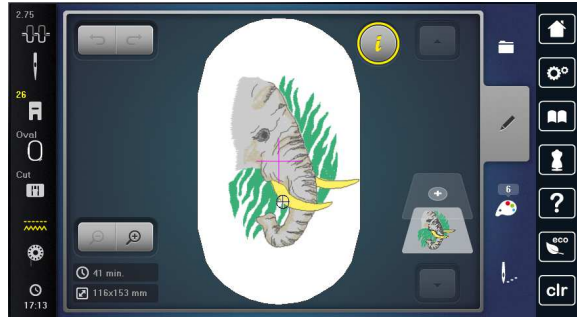 2.75
26
Oval
Cut
17:13
i
41 min.
116x153 mm
6
?
eco
clr